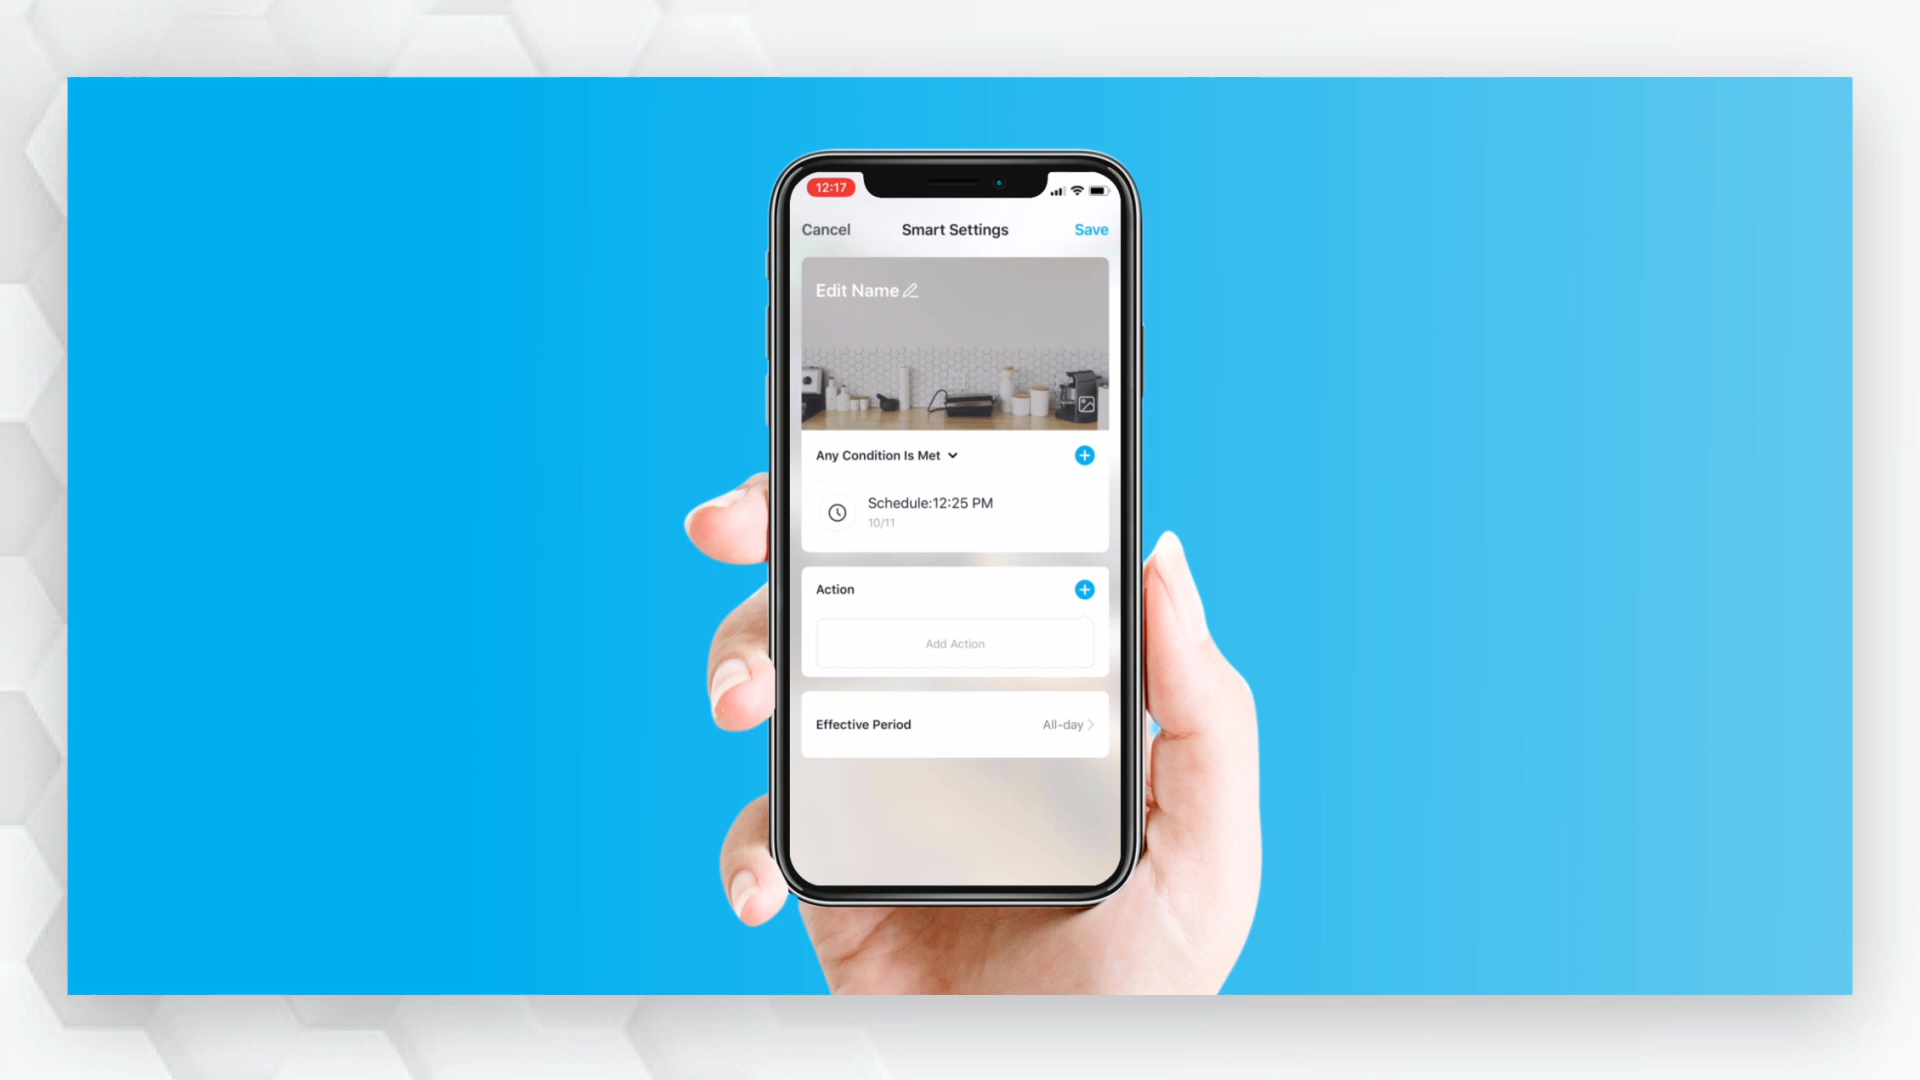 12:17
Cancel
Smart Settings
Save
Edit Name
Any Condition Is Met
Schedule:12:25 PM
10/11
Action
Add Action
Effective Period
All-day